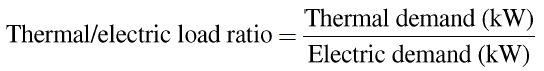 Thermal/electric load ratio = Thermal demand (kW)
Electric demand (kW)